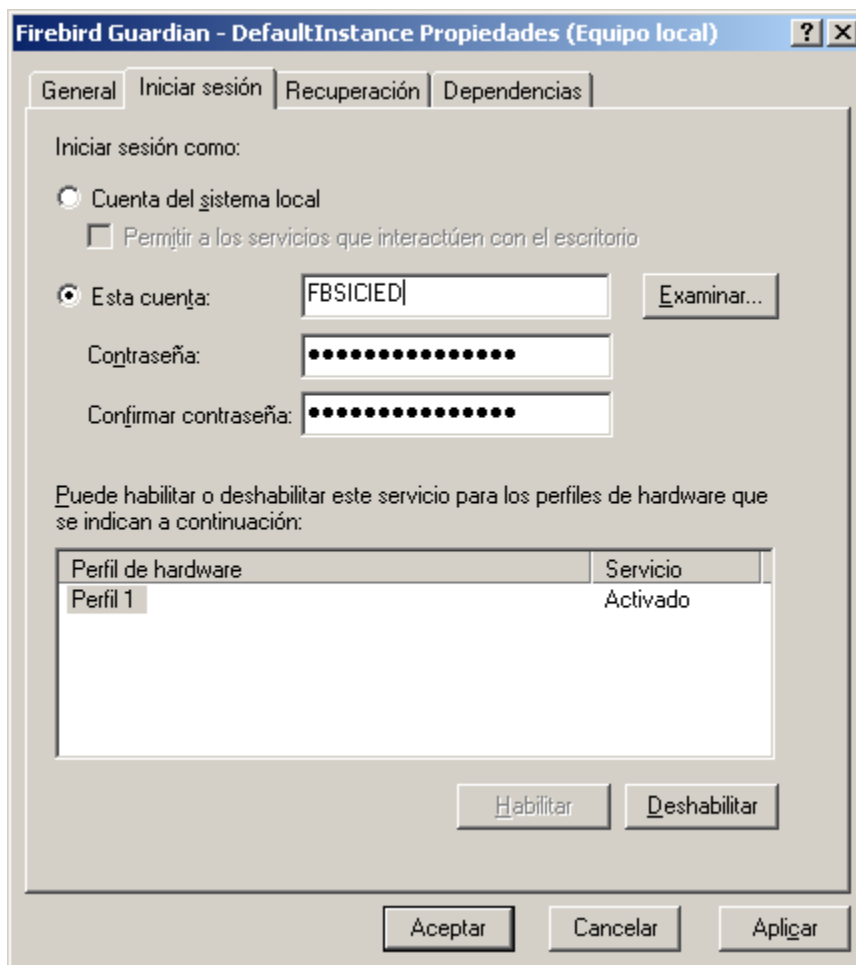 Firebird Guardian - DefaultInstance Propiedades (Equipo local)
General Iniciar sesión Recuperación Dependencias
Iniciar sesión como:
Cuenta del sistema local
Permitir a los servicios que interactúen con el escritorio
Esta cuenta: FBSICIED Examinar...
Contraseña: ●●●●●●●●●●●●●●●
Confirmar contraseña: ●●●●●●●●●●●●●●●
Puede habilitar o deshabilitar este servicio para los perfiles de hardware que
se indican a continuación:
Perfil de hardware Servicio
Perfil 1 Activado
Habilitar Deshabilitar
Aceptar Cancelar Aplicar